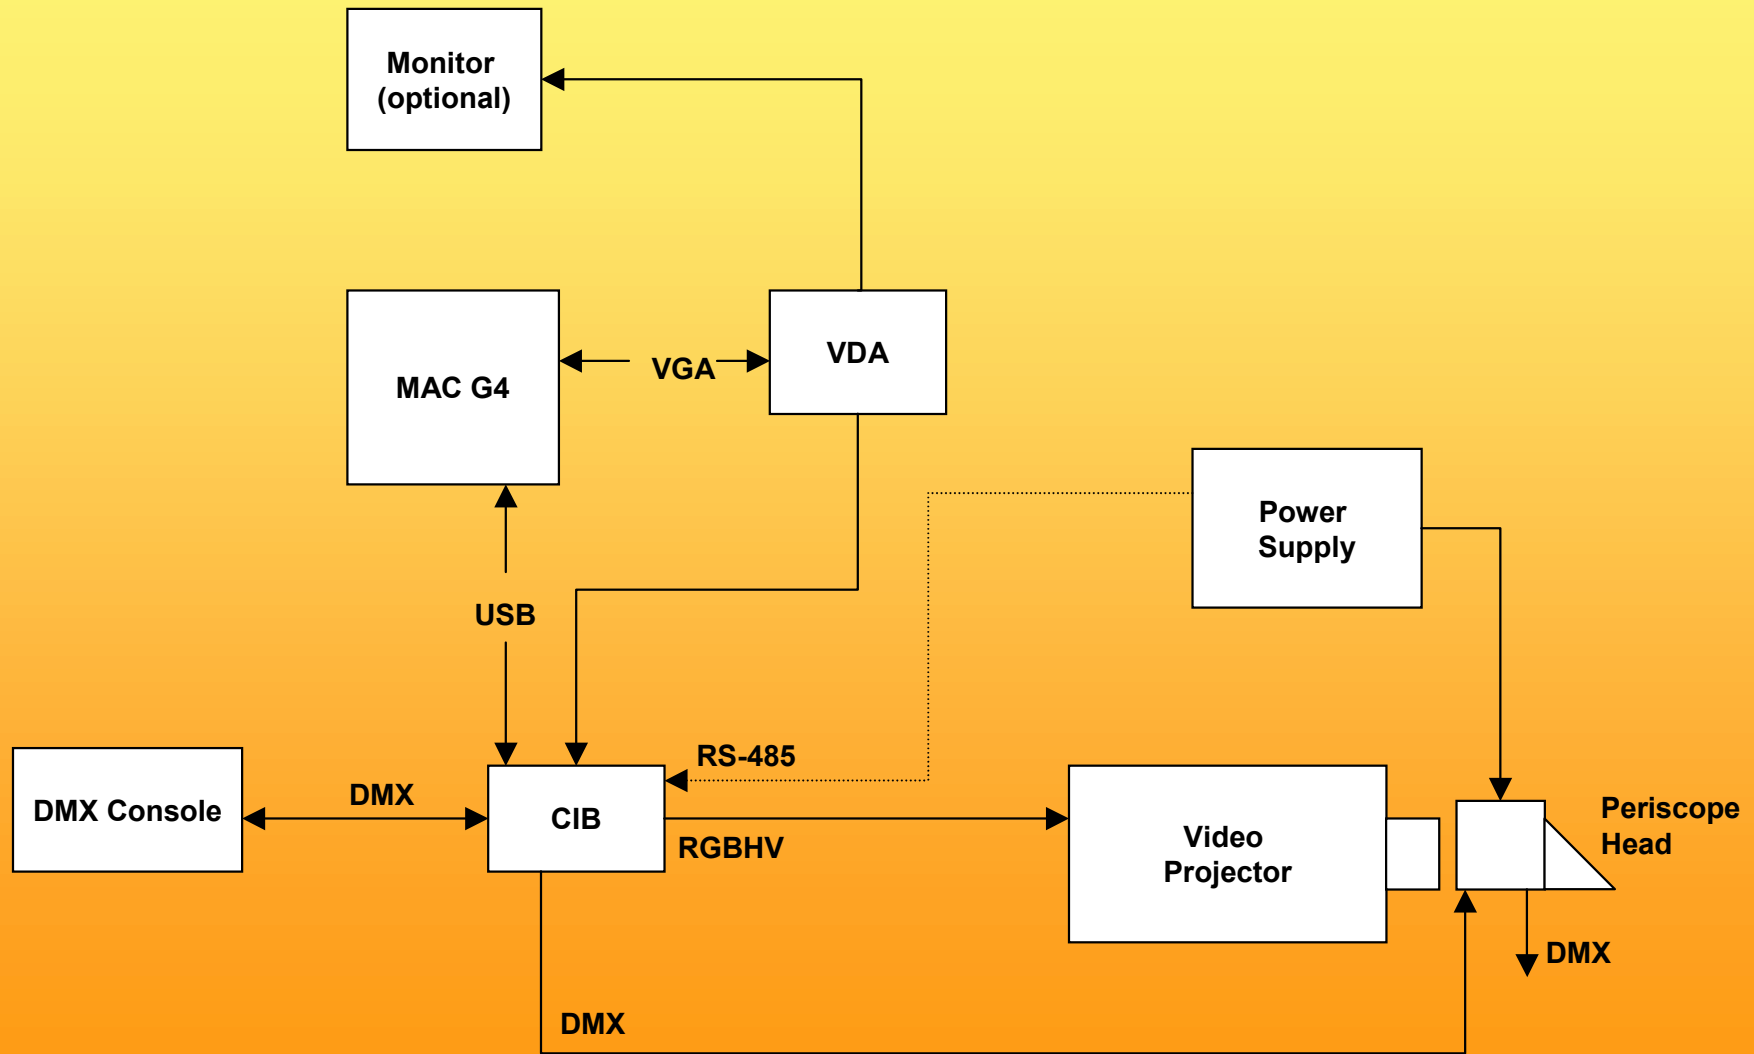 Monitor
(optional)
VDA
VGA
MAC G4
Power
Supply
USB
RS-485
DMX
DMX Console
CIB
RGBHV
Video
Projector
Periscope
Head
DMX
DMX